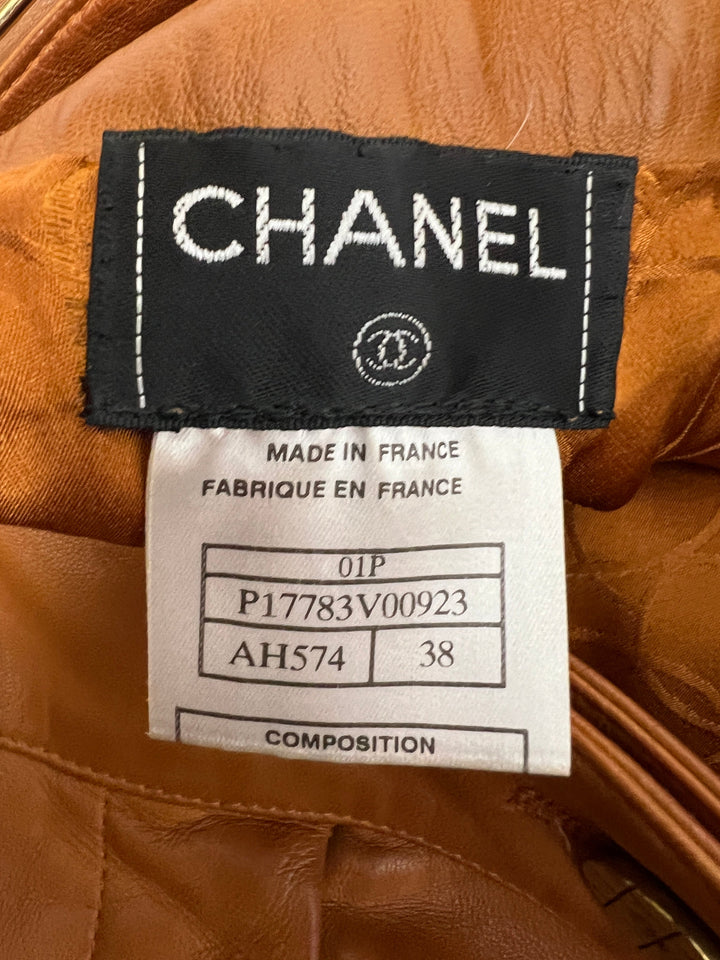 CHANEL
MADE IN FRANCE
FABRIQUE EN FRANCE
01P
P17783V00923
AH574 38
COMPOSITION